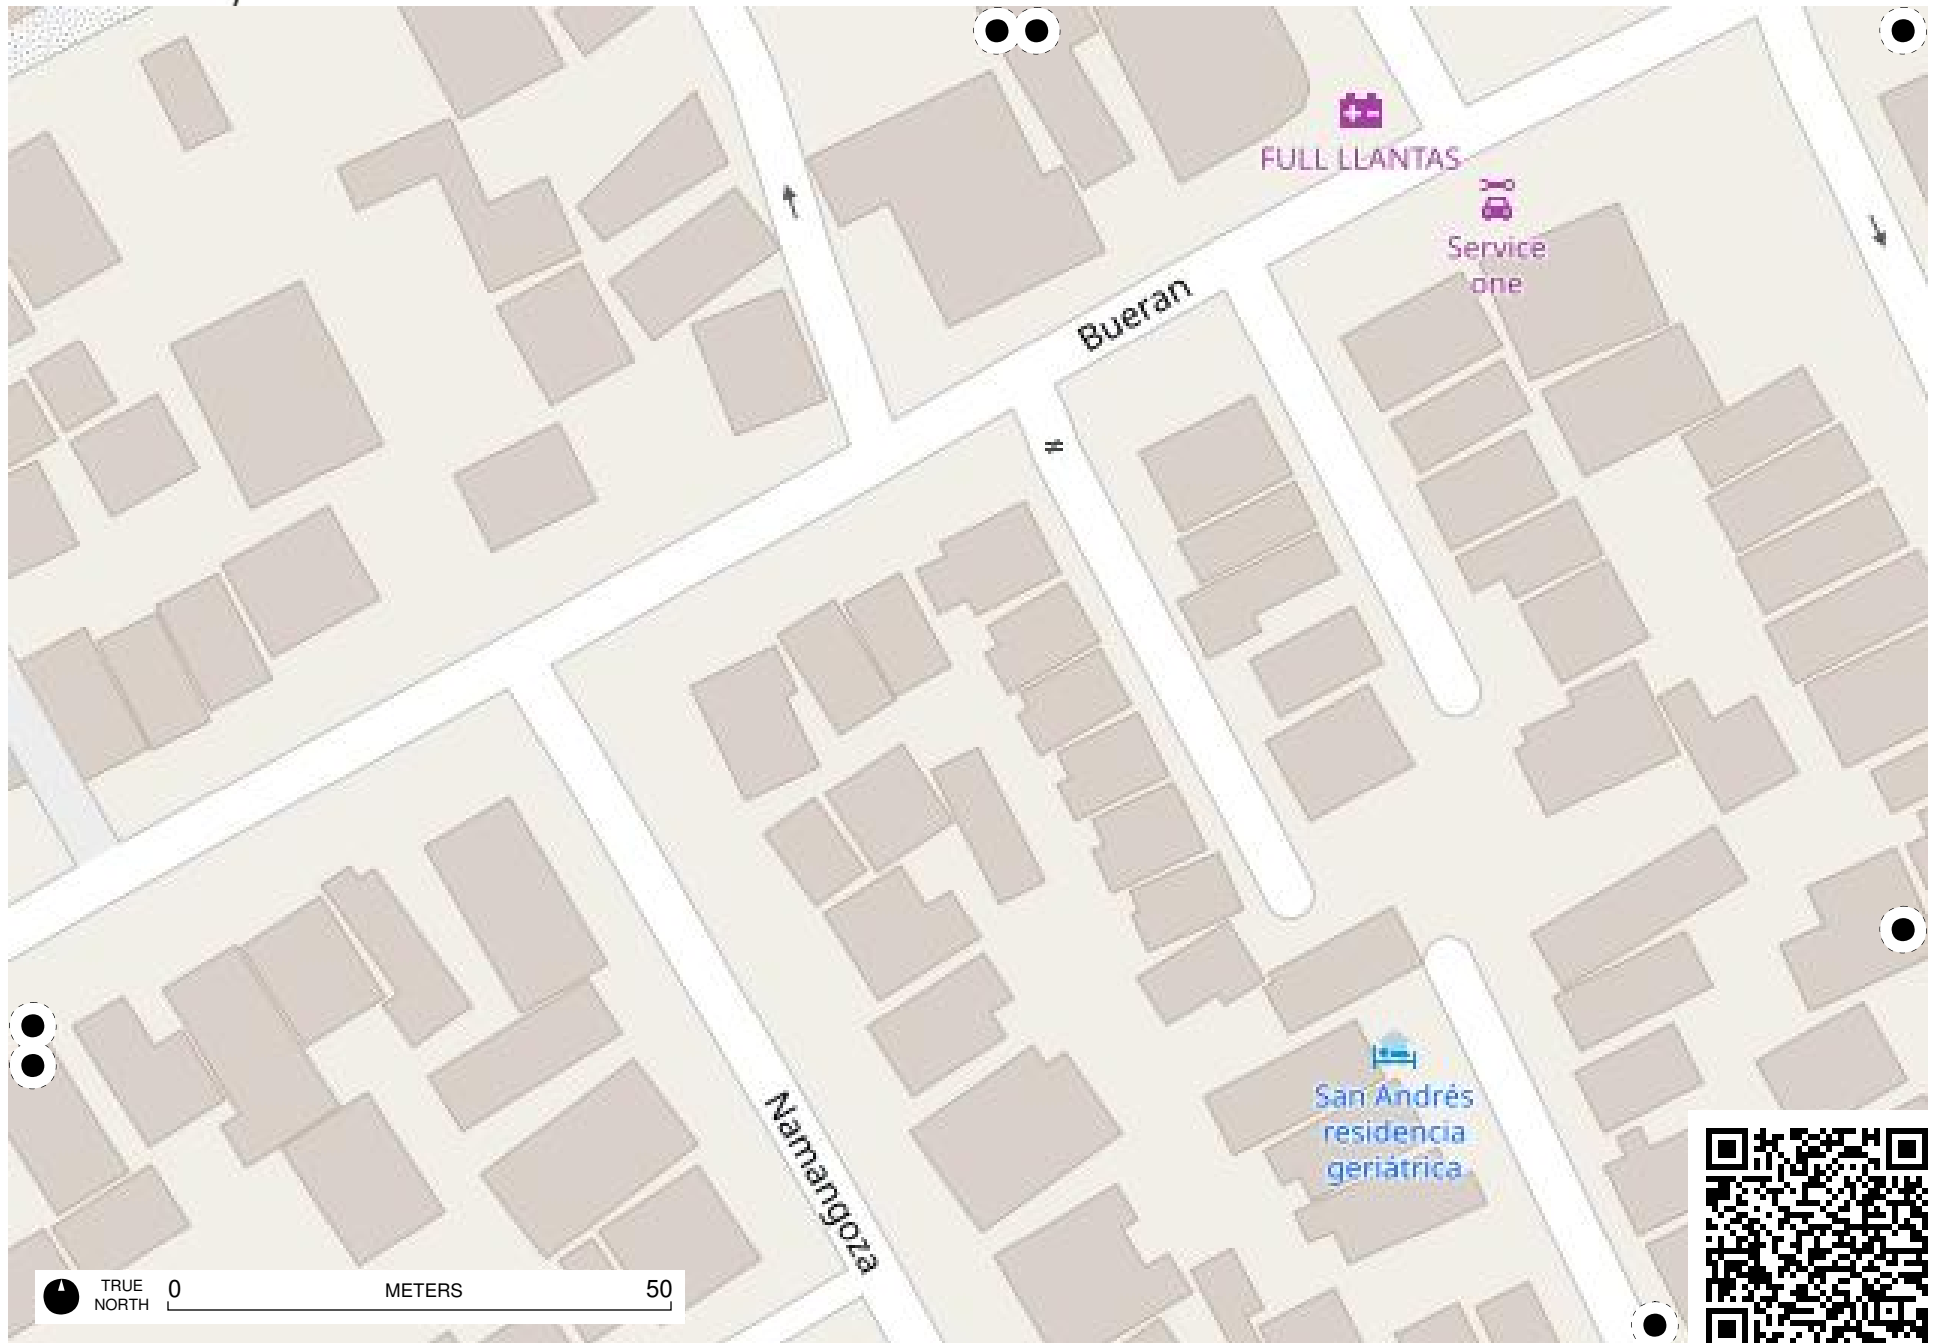 FULL LLANTAS
Service
one
Bueran
San Andrés
residencia
geriátrica
Namangoza
TRUE
NORTH
0
METERS
50